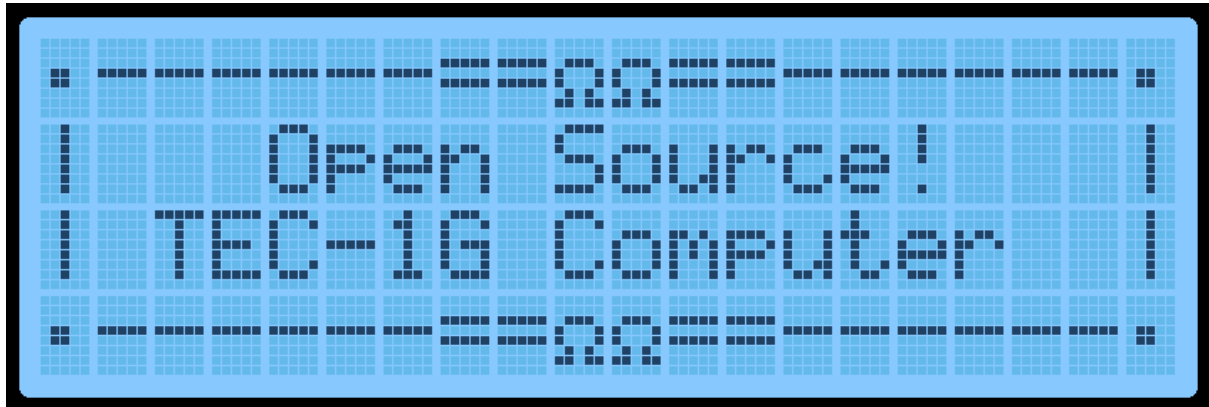 ·------==ΩΩ==------·
|   Open Source!   |
| TEC-1G Computer  |
·------==ΩΩ==------·